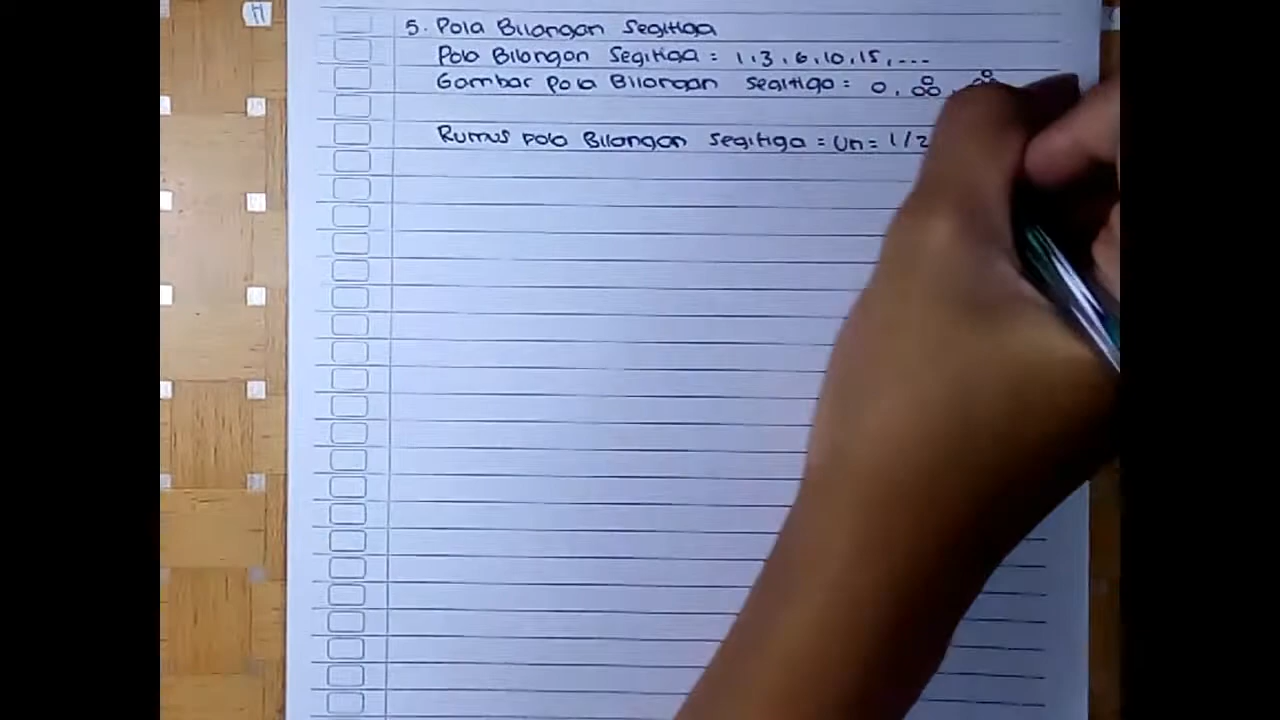 5. Pola Bilangan Segitiga
Pola Bilangan Segitiga = 1, 3, 6, 10, 15, ...
Gambar Pola Bilangan Segitiga =
Rumus Pola Bilangan Segitiga = Un = 1/2